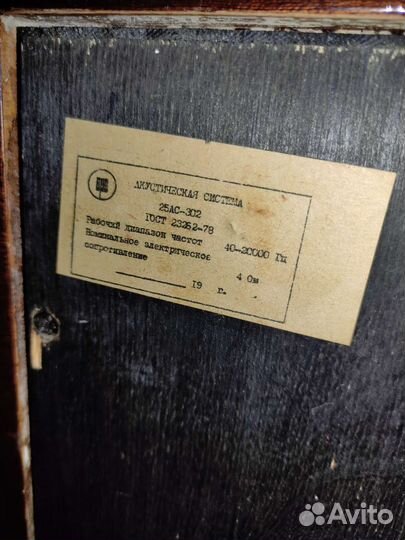 АКУСТИЧЕСКАЯ СИСТЕМА
25АС-302
ГОСТ 23262-78
Рабочий диапазон частот 40-20000 Гц
Номинальное электрическое
сопротивление 4 Ом
19 г.
Avito